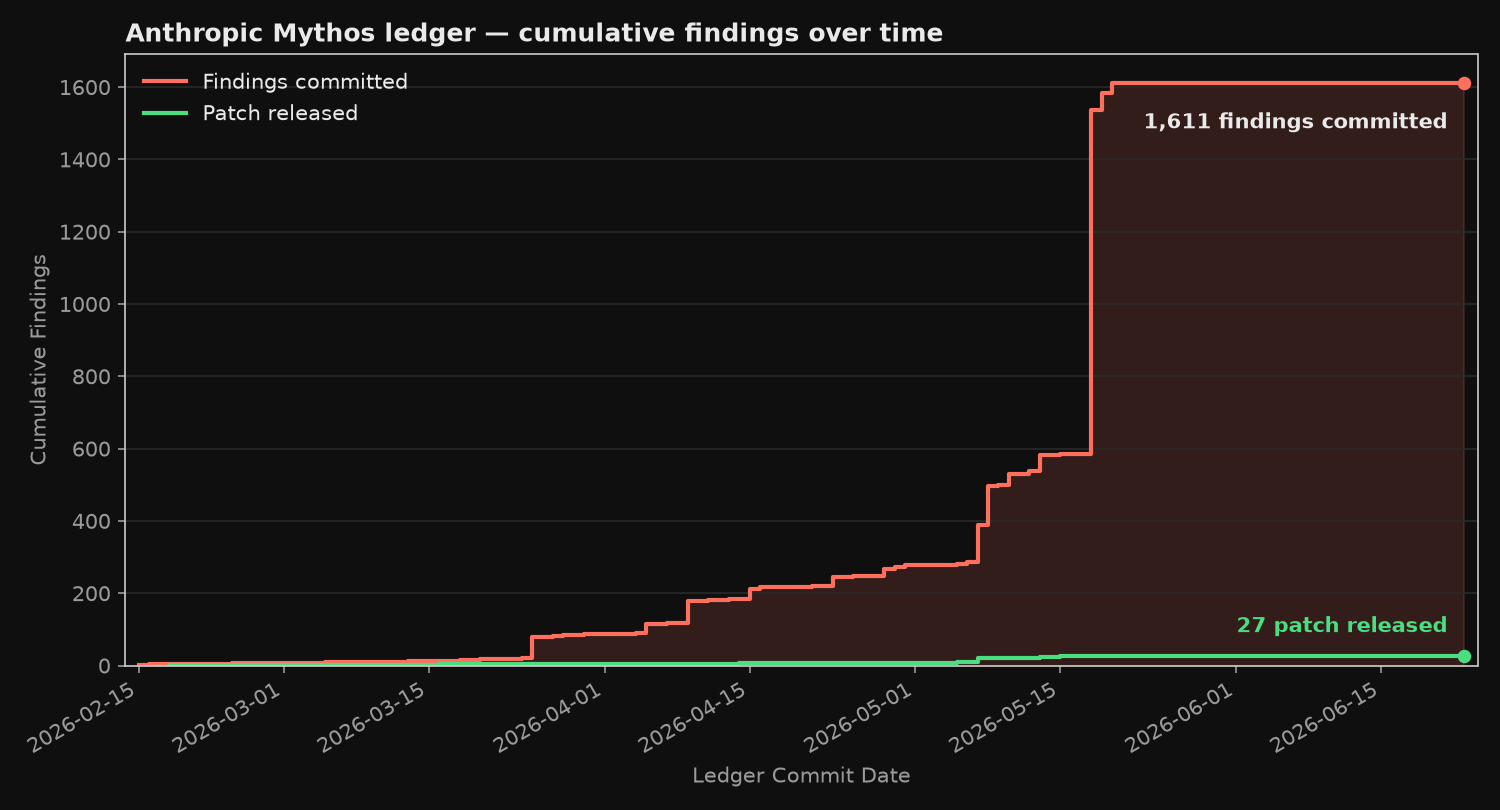 Anthropic Mythos ledger — cumulative findings over time
Findings committed
Patch released
1600
1400
1200
1000
800
600
400
200
0
Cumulative Findings
1,611 findings committed
27 patch released
2026-02-15
2026-03-01
2026-03-15
2026-04-01
2026-04-15
2026-05-01
2026-05-15
2026-06-01
2026-06-15
Ledger Commit Date